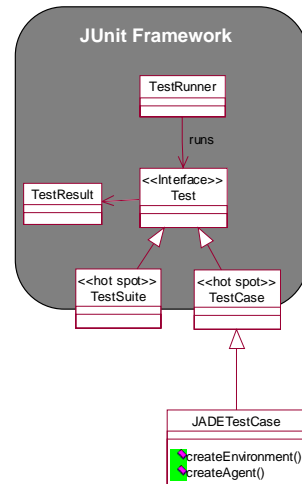 JUnit Framework
TestRunner
runs
<<Interface>>
Test
TestResult
<<hot spot>>
TestSuite
<<hot spot>>
TestCase
JADETestCase
createEnvironment()
createAgent()